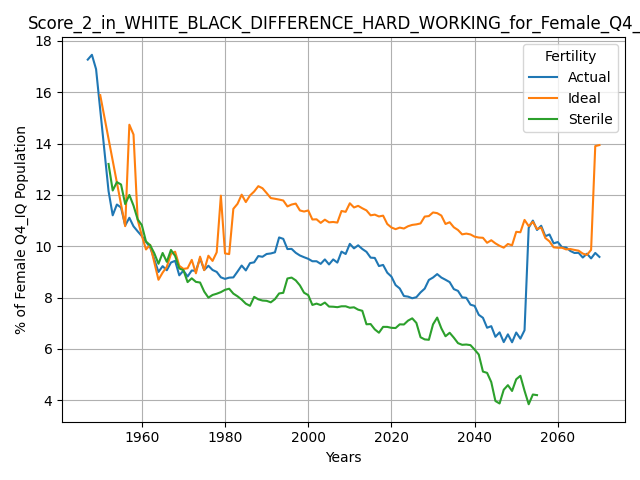 Score_2_in_WHITE_BLACK_DIFFERENCE_HARD_WORKING_for_Female_Q4_
% of Female Q4_IQ Population
18
16
14
12
10
8
6
4
Fertility
Actual
Ideal
Sterile
1960 1980 2000 2020 2040 2060
Years